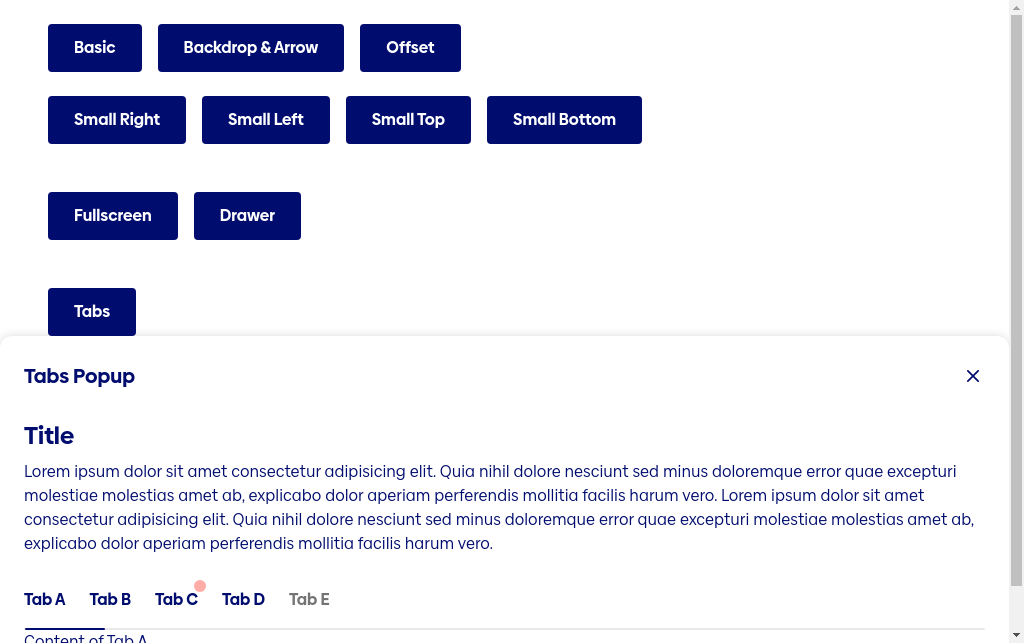 Basic Backdrop & Arrow Offset
Small Right Small Left Small Top Small Bottom
Fullscreen Drawer
Tabs
Tabs Popup
Title
Lorem ipsum dolor sit amet consectetur adipisicing elit. Quia nihil dolore nesciunt sed minus doloremque error quae excepturi
molestiae molestias amet ab, explicabo dolor aperiam perferendis mollitia facilis harum vero. Lorem ipsum dolor sit amet
consectetur adipisicing elit. Quia nihil dolore nesciunt sed minus doloremque error quae excepturi molestiae molestias amet ab,
explicabo dolor aperiam perferendis mollitia facilis harum vero.
Tab A Tab B Tab C Tab D Tab E
Content of Tab A